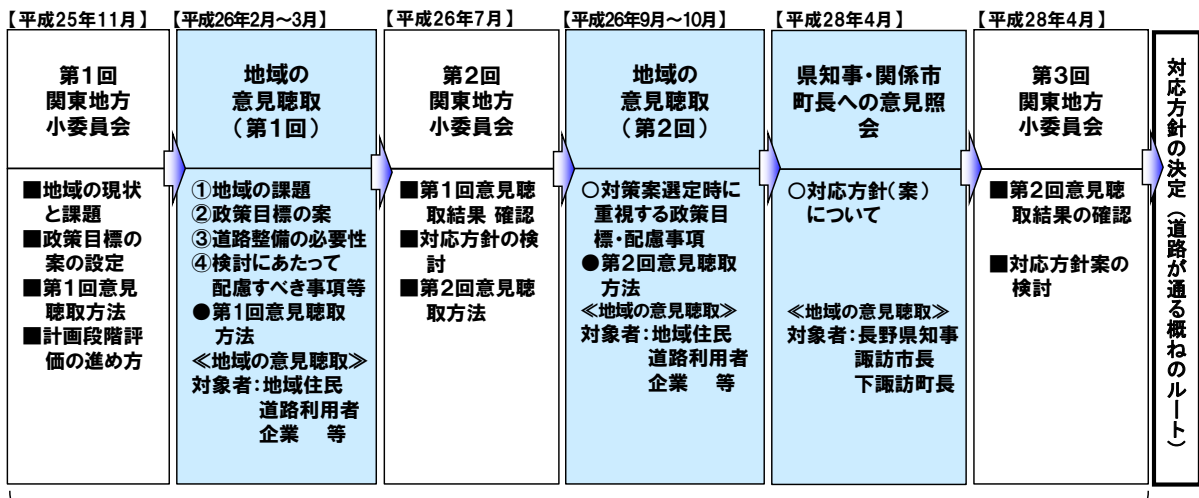 【平成25年11月】
第1回
関東地方
小委員会
■地域の現状
と課題
■政策目標の
案の設定
■第1回意見
聴取方法
■計画段階評
価の進め方
【平成26年2月~3月】
地域の
意見聴取
(第1回)
①地域の課題
②政策目標の案
③道路整備の必要性
④検討にあたって
配慮すべき事項等
●第1回意見聴取
方法
≪地域の意見聴取≫
対象者:地域住民
道路利用者
企業 等
【平成26年7月】
第2回
関東地方
小委員会
■第1回意見聴
取結果 確認
■対応方針の検
討
■第2回意見聴
取方法
【平成26年9月~10月】
地域の
意見聴取
(第2回)
○対策案選定時に
重視する政策目
標・配慮事項
●第2回意見聴取
方法
≪地域の意見聴取≫
対象者:地域住民
道路利用者
企業 等
【平成28年4月】
県知事・関係市
町長への意見照
会
○対応方針(案)
について
≪地域の意見聴取≫
対象者:長野県知事
諏訪市長
下諏訪町長
【平成28年4月】
第3回
関東地方
小委員会
■第2回意見聴
取結果の確認
■対応方針案の
検討
対応方針の決定(道路が通る概ねのルート)